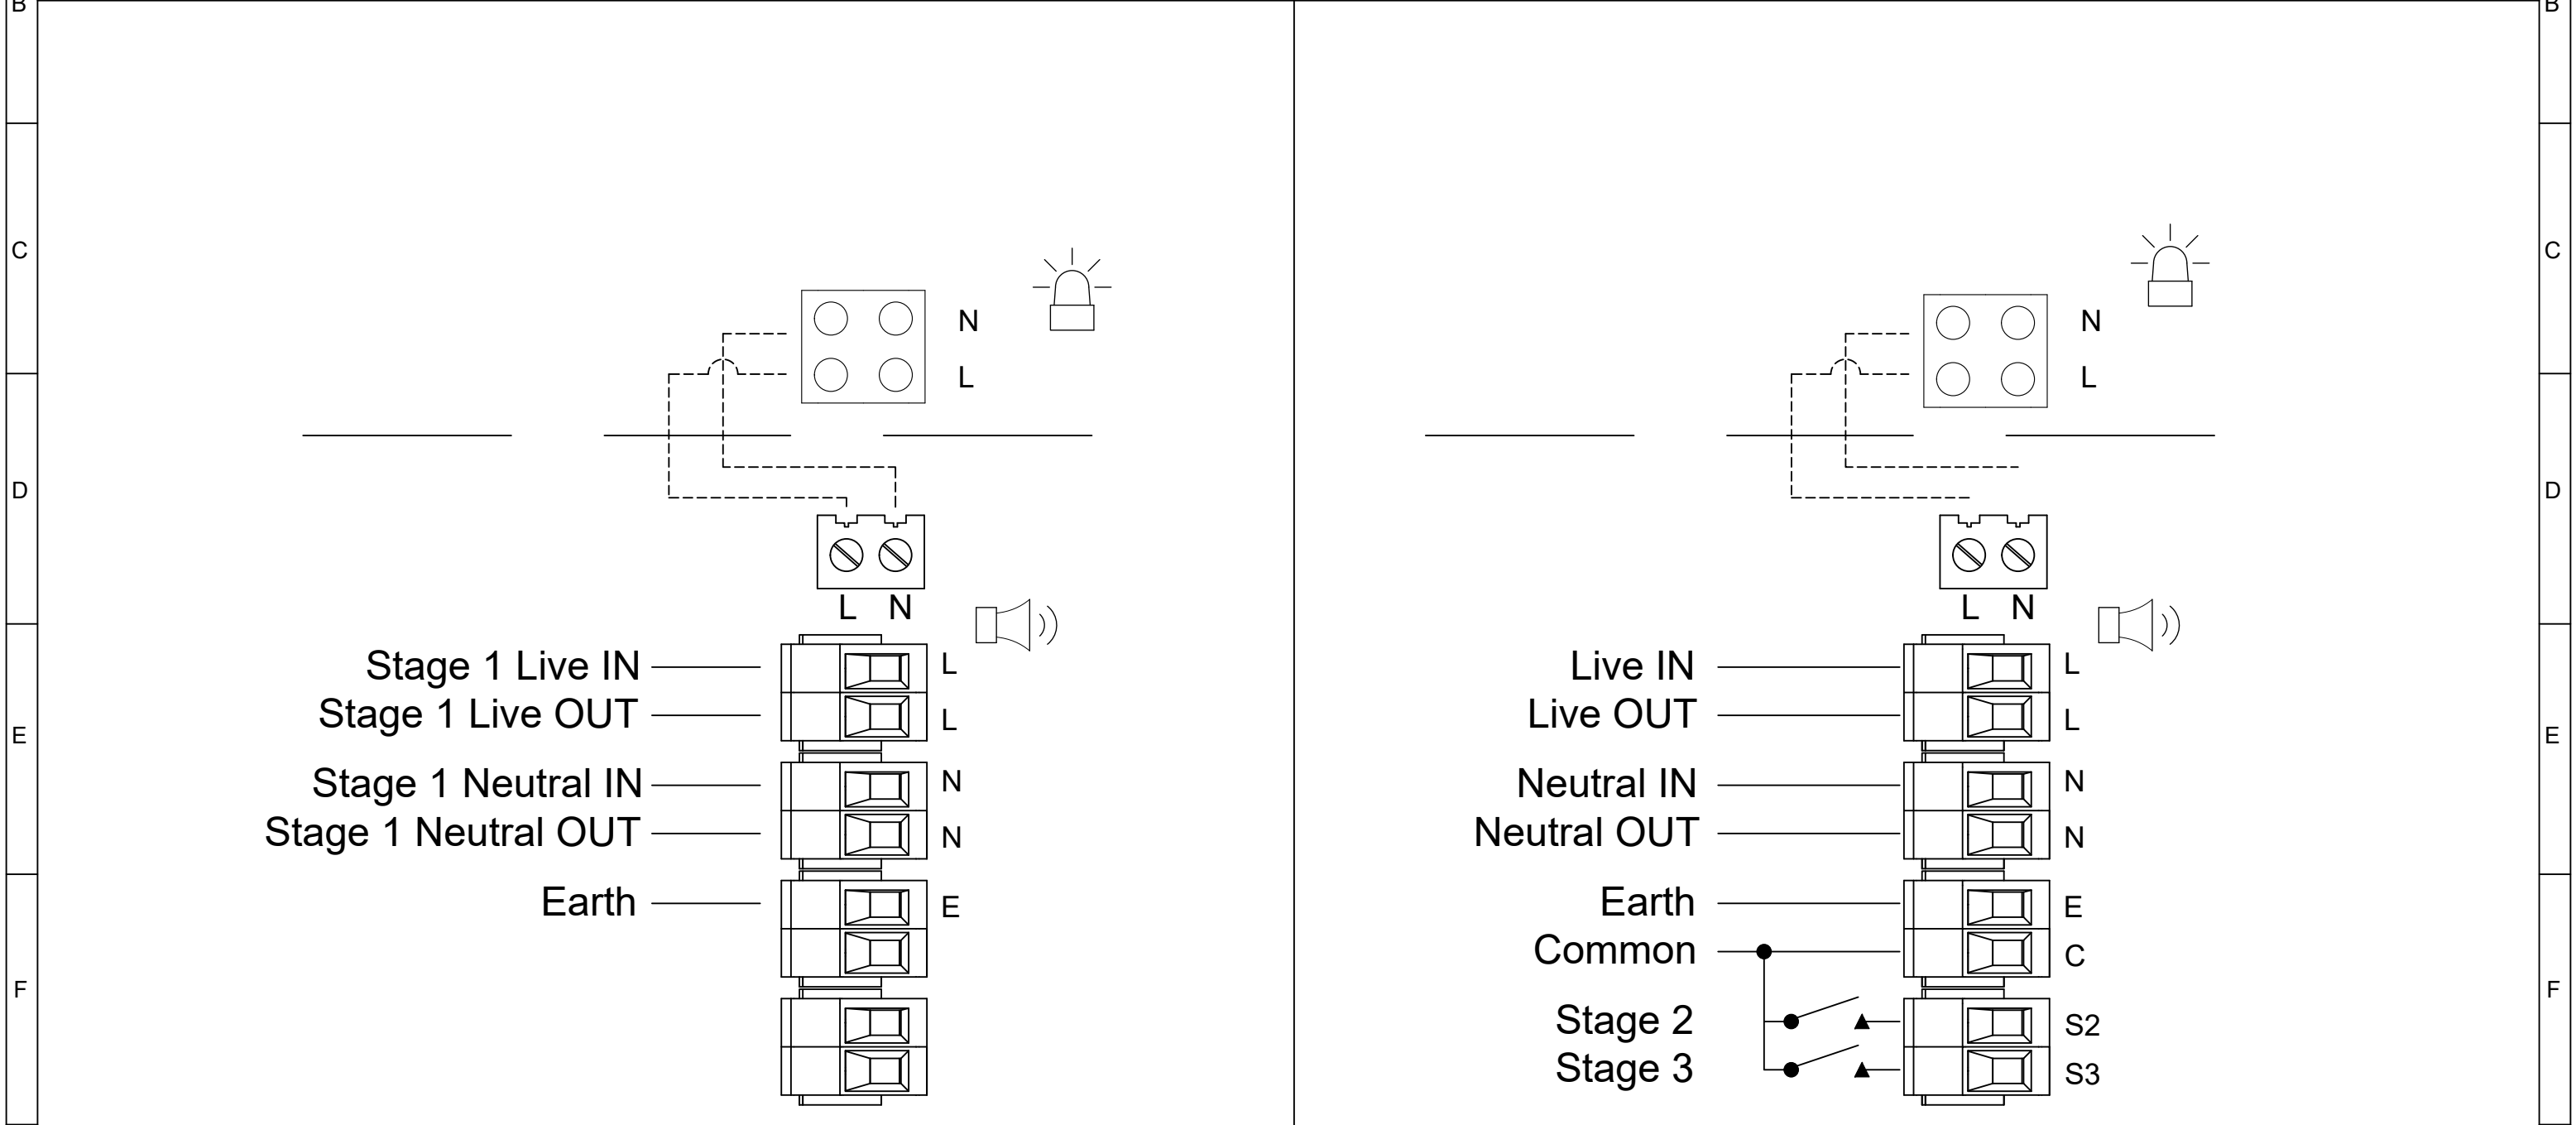 B
B
C
C
N
L
N
L
D
D
L N
L N
Stage 1 Live IN
L
Stage 1 Live OUT
L
Stage 1 Neutral IN
N
Stage 1 Neutral OUT
N
Earth
E
Live IN
L
Live OUT
L
Neutral IN
N
Neutral OUT
N
Earth
E
Common
C
Stage 2
S2
Stage 3
S3
E
E
F
F